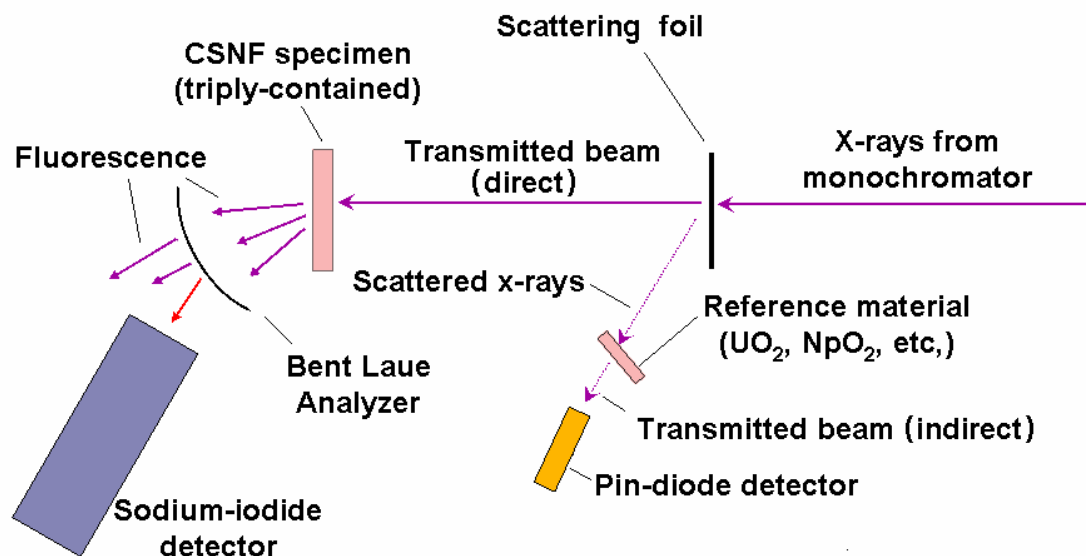 Scattering foil
CSNF specimen
(triply-contained)
Fluorescence
Transmitted beam
(direct)
X-rays from
monochromator
Scattered x-rays
Reference material
(UO₂, NpO₂, etc,)
Bent Laue
Analyzer
Transmitted beam (indirect)
Pin-diode detector
Sodium-iodide
detector